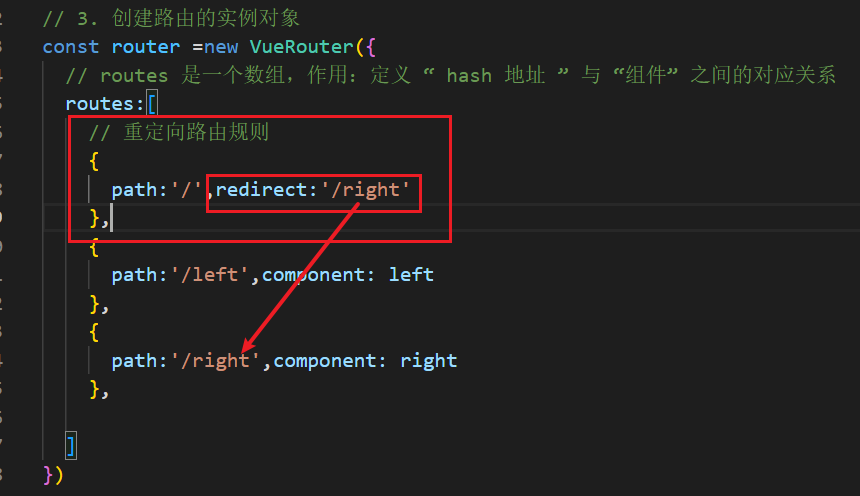 // 3. 创建路由的实例对象
const router =new VueRouter({
// routes 是一个数组，作用：定义 “ hash 地址 ” 与 “组件” 之间的对应关系
routes:[
// 重定向路由规则
{
path:'/',redirect:'/right'
},
{
path:'/left',component: left
},
{
path:'/right',component: right
},
]
})